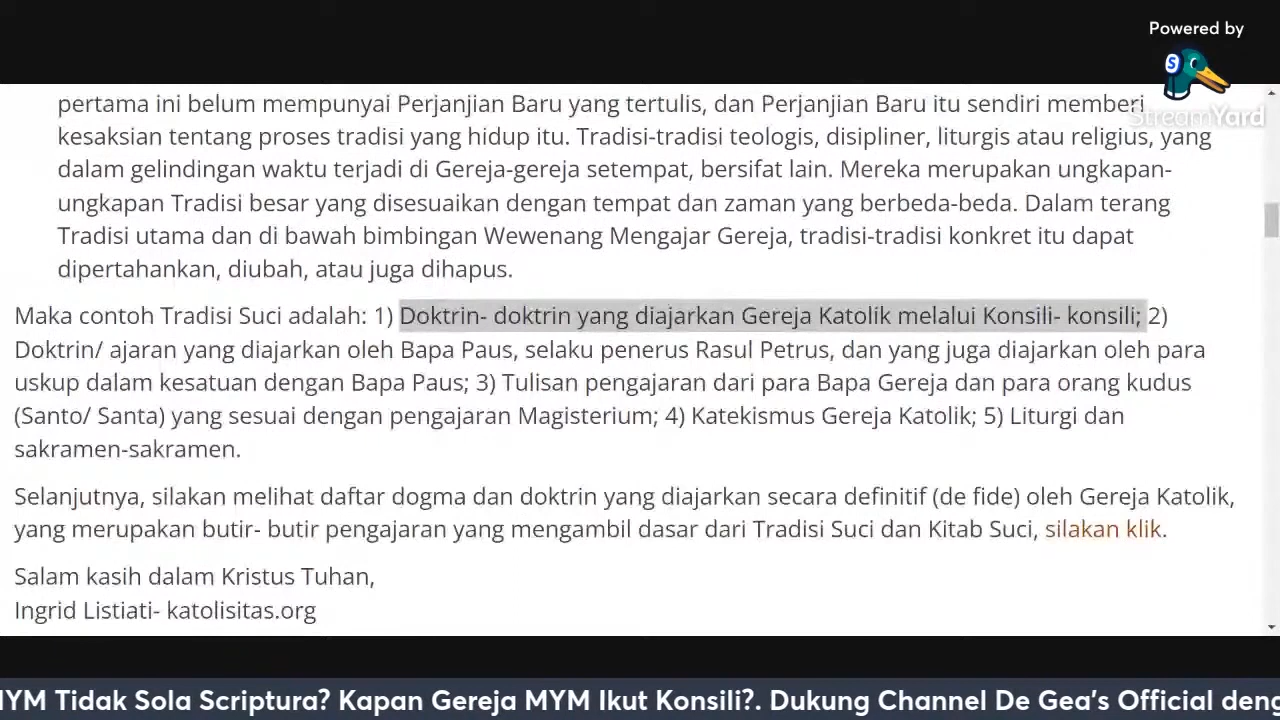 Powered by
StreamYard
pertama ini belum mempunyai Perjanjian Baru yang tertulis, dan Perjanjian Baru itu sendiri memberi
kesaksian tentang proses tradisi yang hidup itu. Tradisi-tradisi teologis, disipliner, liturgis atau religius, yang
dalam gelindingan waktu terjadi di Gereja-gereja setempat, bersifat lain. Mereka merupakan ungkapan-
ungkapan Tradisi besar yang disesuaikan dengan tempat dan zaman yang berbeda-beda. Dalam terang
Tradisi utama dan di bawah bimbingan Wewenang Mengajar Gereja, tradisi-tradisi konkret itu dapat
dipertahankan, diubah, atau juga dihapus.
Maka contoh Tradisi Suci adalah: 1) Doktrin- doktrin yang diajarkan Gereja Katolik melalui Konsili- konsili; 2)
Doktrin/ ajaran yang diajarkan oleh Bapa Paus, selaku penerus Rasul Petrus, dan yang juga diajarkan oleh para
uskup dalam kesatuan dengan Bapa Paus; 3) Tulisan pengajaran dari para Bapa Gereja dan para orang kudus
(Santo/ Santa) yang sesuai dengan pengajaran Magisterium; 4) Katekismus Gereja Katolik; 5) Liturgi dan
sakramen-sakramen.
Selanjutnya, silakan melihat daftar dogma dan doktrin yang diajarkan secara definitif (de fide) oleh Gereja Katolik,
yang merupakan butir- butir pengajaran yang mengambil dasar dari Tradisi Suci dan Kitab Suci, silakan klik.
Salam kasih dalam Kristus Tuhan,
Ingrid Listiati- katolisitas.org
MYM Tidak Sola Scriptura? Kapan Gereja MYM Ikut Konsili?. Dukung Channel De Gea's Official deng